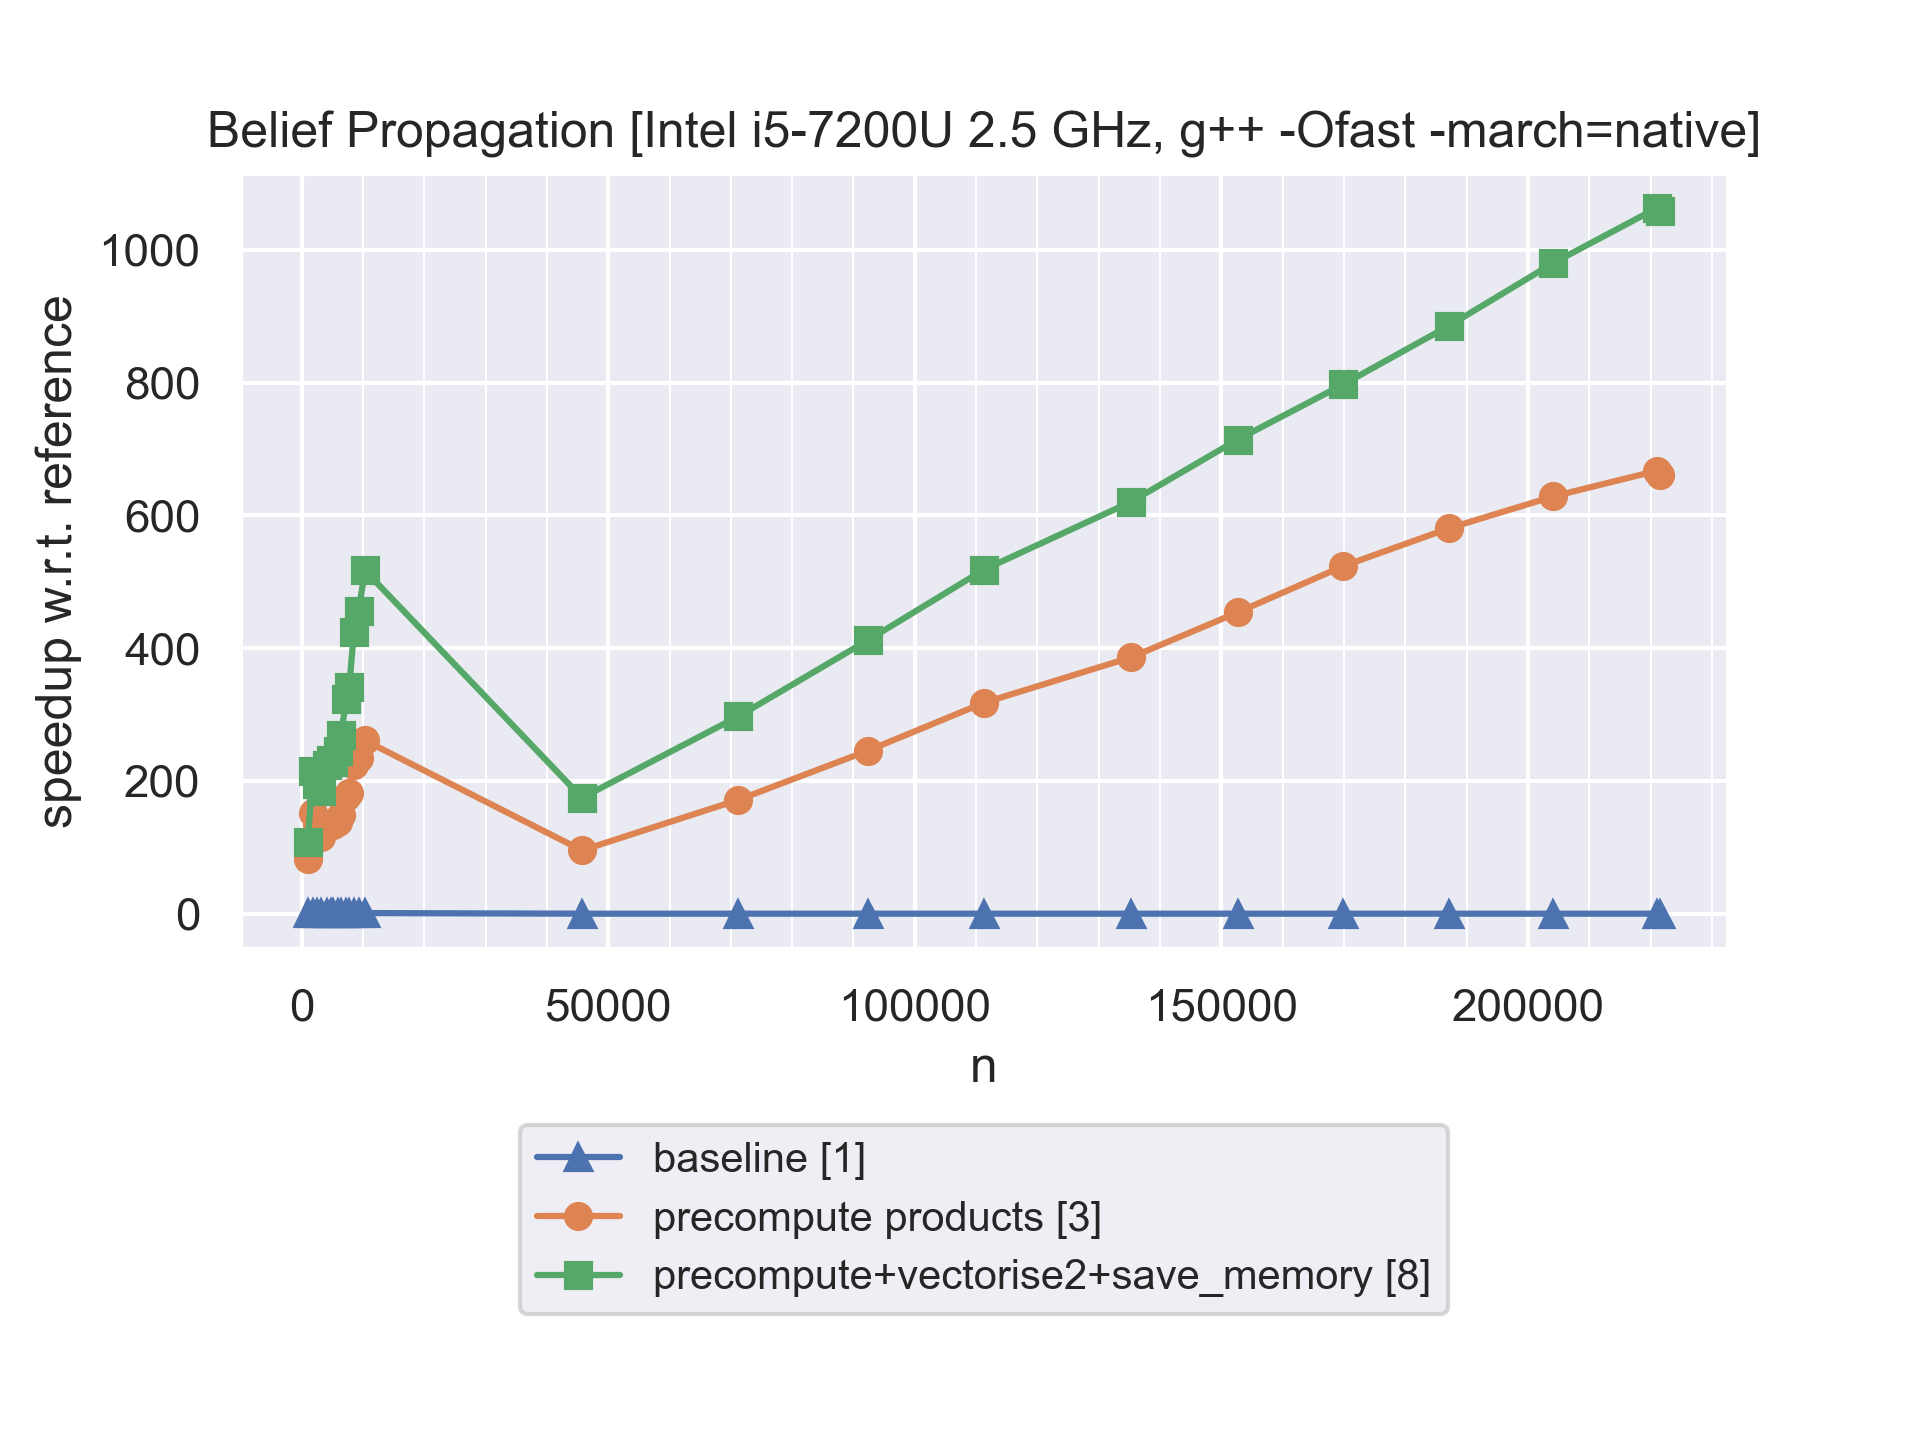 Belief Propagation [Intel i5-7200U 2.5 GHz, g++ -Ofast -march=native]
speedup w.r.t. reference
1000
800
600
400
200
0
0 50000 100000 150000 200000
n
baseline [1]
precompute products [3]
precompute+vectorise2+save_memory [8]